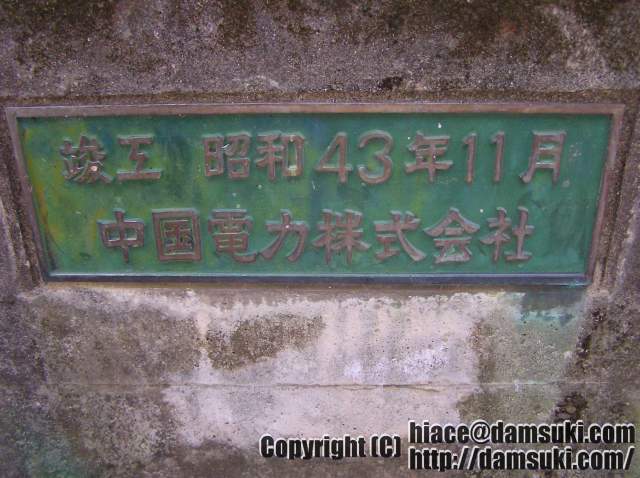 竣工 昭和43年11月
中国電力株式会社
Copyright (C) hiace@damsuki.com
http://damsuki.com/